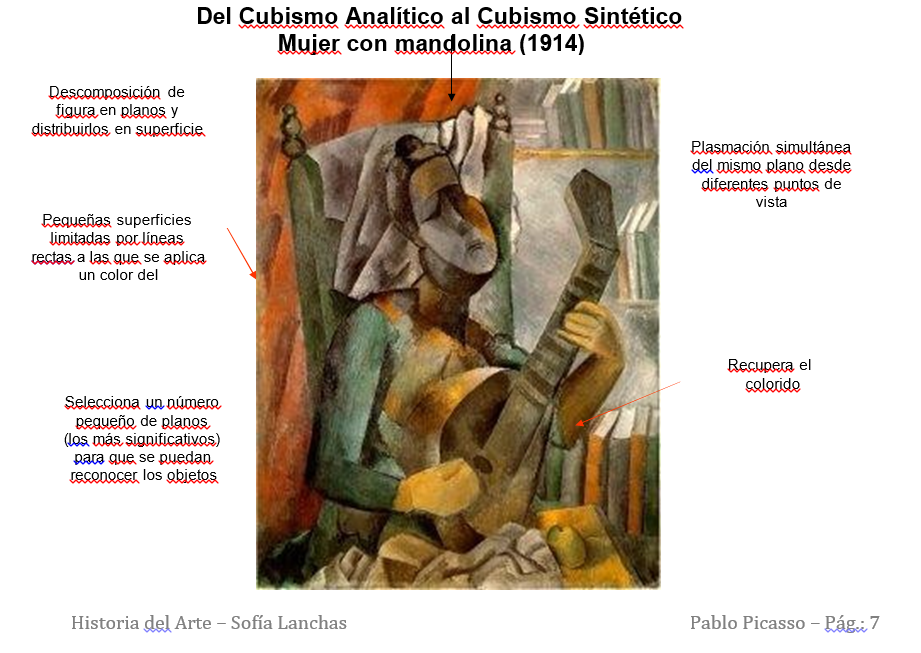 Del Cubismo Analítico al Cubismo Sintético
Mujer con mandolina (1914)
Descomposición de
figura en planos y
distribuirlos en superficie
Pequeñas superficies
limitadas por líneas
rectas a las que se aplica
un color del
Selecciona un número
pequeño de planos
(los más significativos)
para que se puedan
reconocer los objetos
Plasmación simultánea
del mismo plano desde
diferentes puntos de
vista
Recupera el
colorido
Historia del Arte – Sofía Lanchas
Pablo Picasso – Pág.: 7